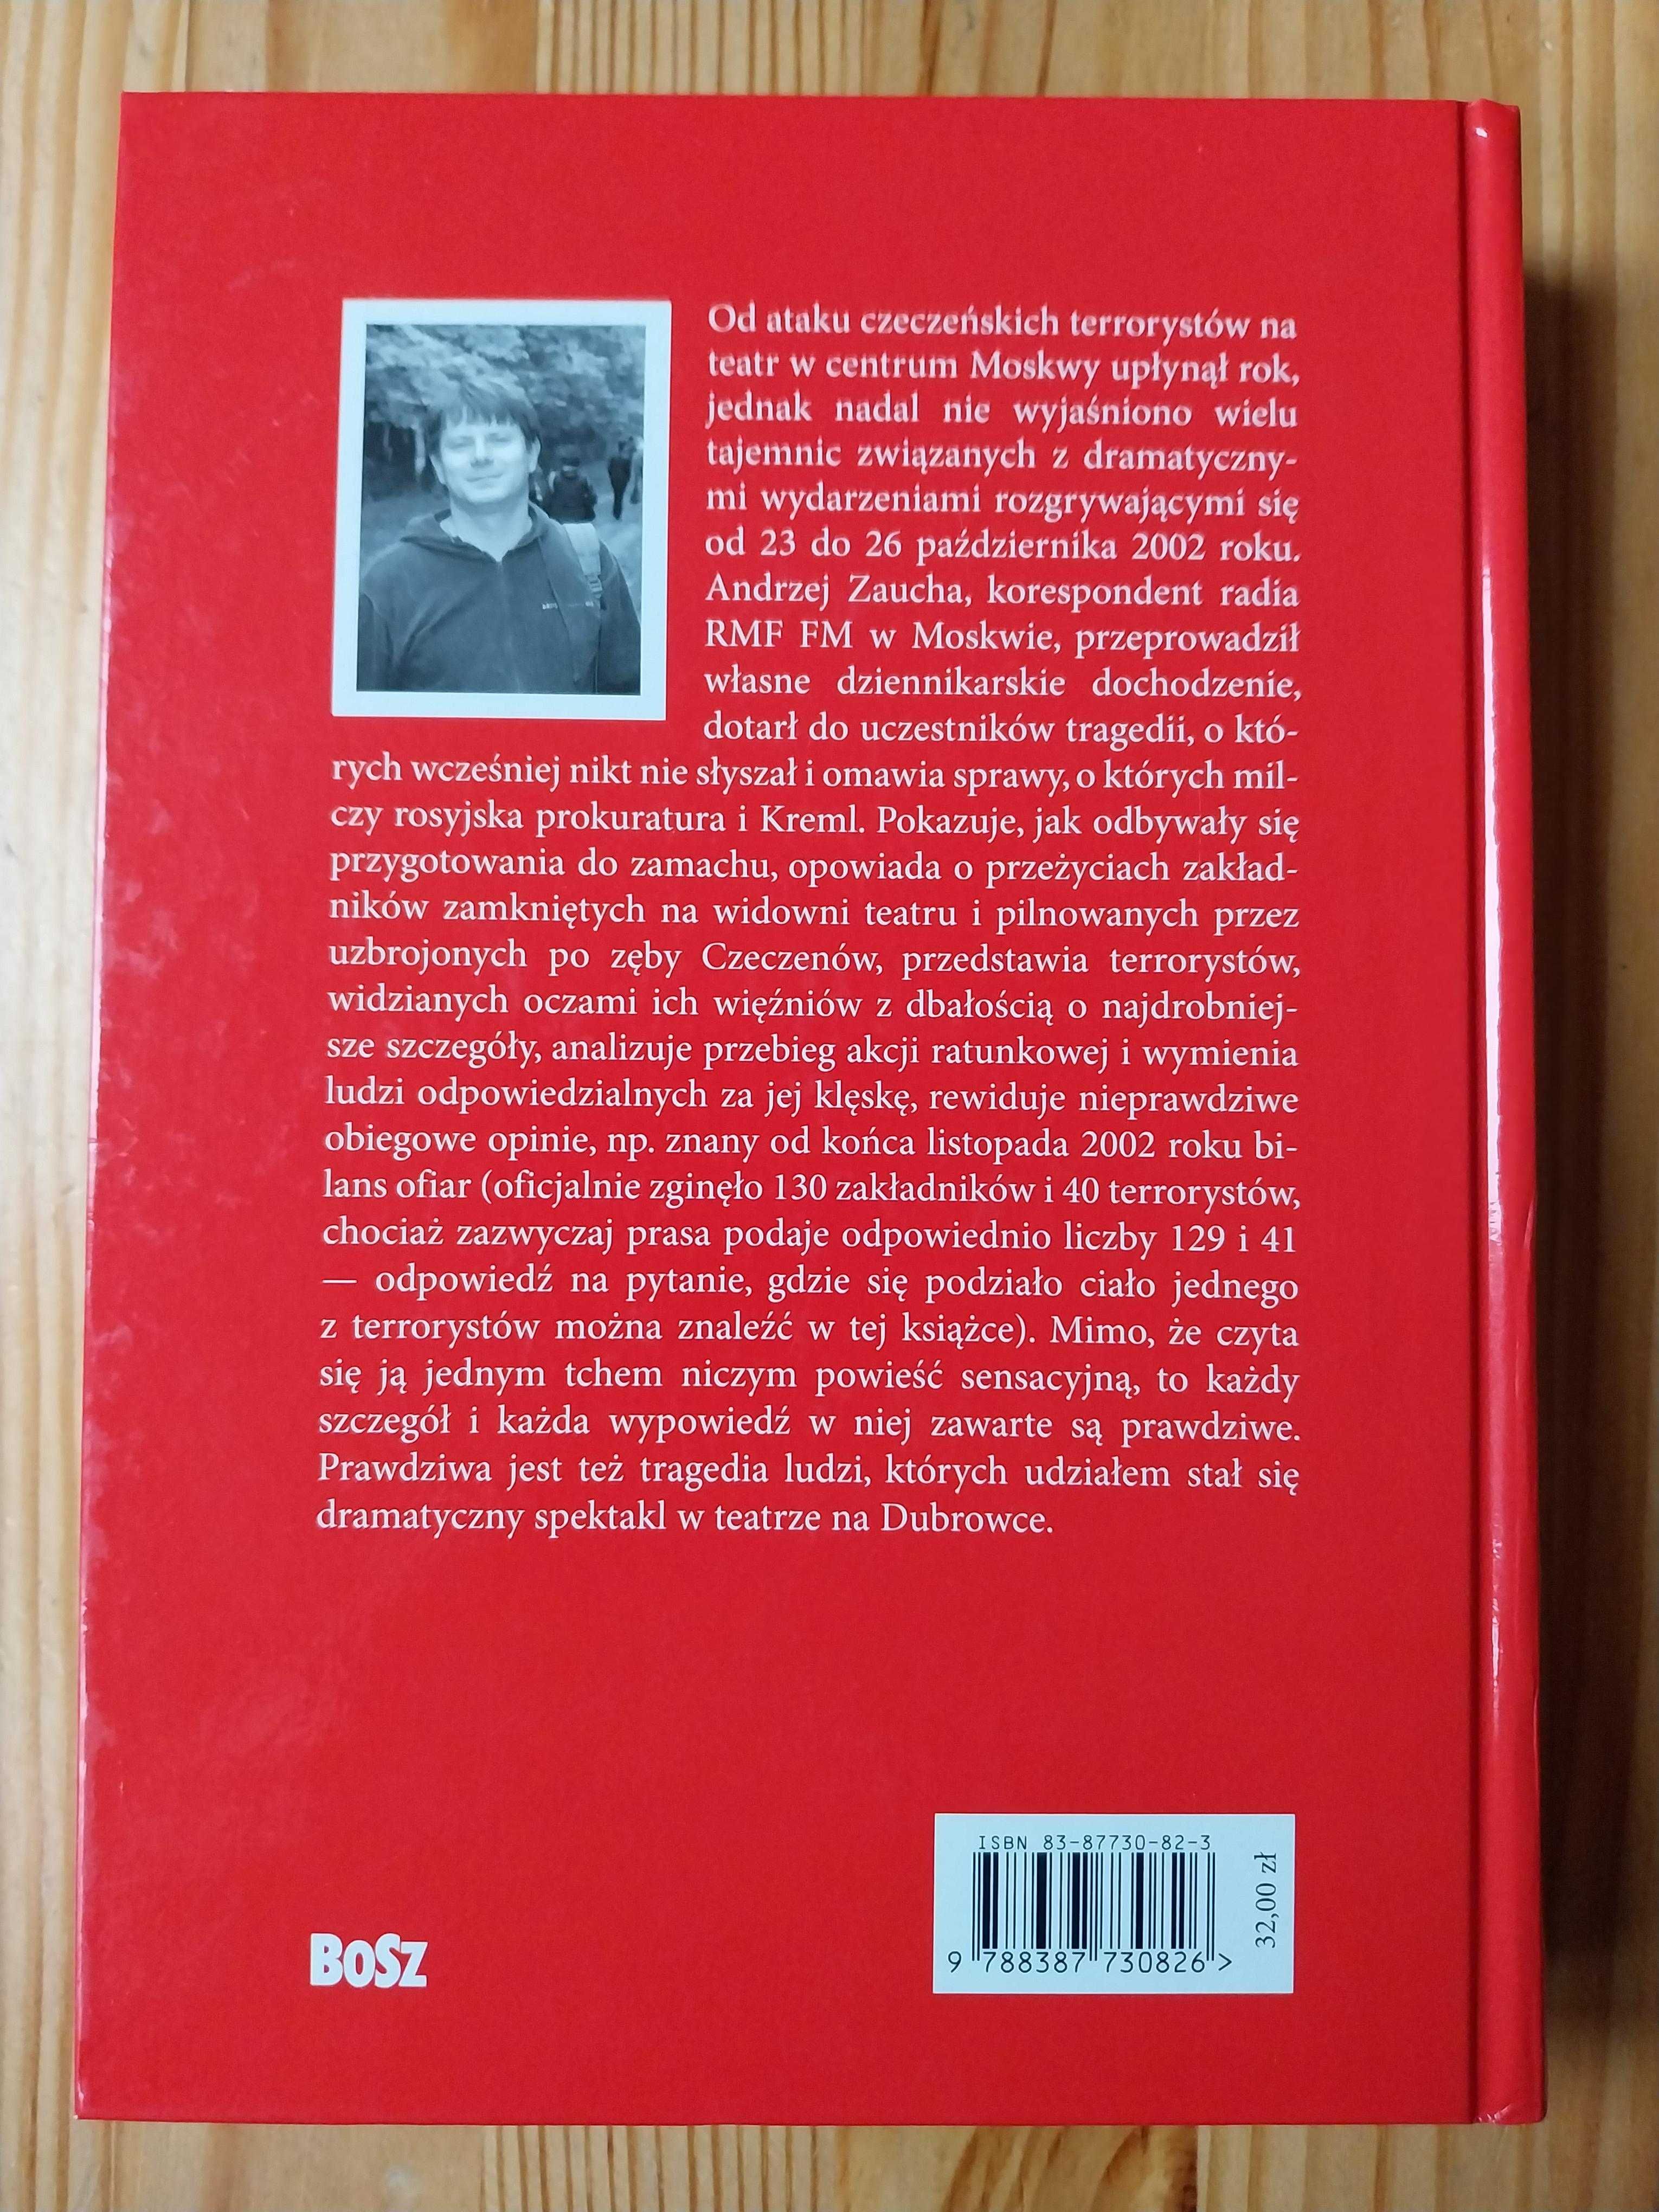 Od ataku czeczeńskich terrorystów na
teatr w centrum Moskwy upłynął rok,
jednak nadal nie wyjaśniono wielu
tajemnic związanych z dramatyczny-
mi wydarzeniami rozgrywającymi się
od 23 do 26 października 2002 roku.
Andrzej Zaucha, korespondent radia
RMF FM w Moskwie, przeprowadził
własne dziennikarskie dochodzenie,
dotarł do uczestników tragedii, o któ-
rych wcześniej nikt nie słyszał i omawia sprawy, o których mil-
czy rosyjska prokuratura i Kreml. Pokazuje, jak odbywały się
przygotowania do zamachu, opowiada o przeżyciach zakład-
ników zamkniętych na widowni teatru i pilnowanych przez
uzbrojonych po zęby Czeczenów, przedstawia terrorystów,
widzianych oczami ich więźniów z dbałością o najdrobniej-
sze szczegóły, analizuje przebieg akcji ratunkowej i wymienia
ludzi odpowiedzialnych za jej klęskę, rewiduje nieprawdziwe
obiegowe opinie, np. znany od końca listopada 2002 roku bi-
lans ofiar (oficjalnie zginęło 130 zakładników i 40 terrorystów,
chociaż zazwyczaj prasa podaje odpowiednio liczby 129 i 41
— odpowiedź na pytanie, gdzie się podziało ciało jednego
z terrorystów można znaleźć w tej książce). Mimo, że czyta
się ją jednym tchem niczym powieść sensacyjną, to każdy
szczegół i każda wypowiedź w niej zawarte są prawdziwe.
Prawdziwa jest też tragedia ludzi, których udziałem stał się
dramatyczny spektakl w teatrze na Dubrowce.
BOSZ
ISBN 83-87730-82-3
9 788387 730826 >
32,00 zł